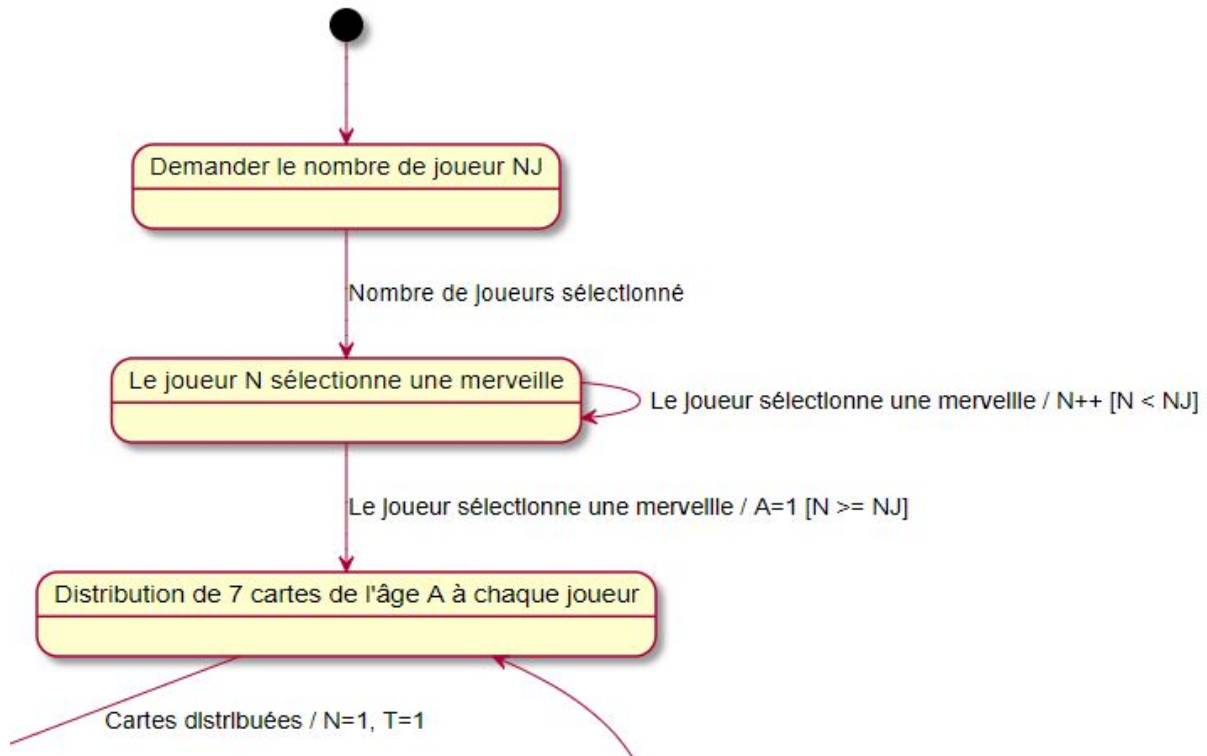 Demander le nombre de joueur NJ
Nombre de joueurs sélectionné
Le joueur N sélectionne une merveille
Le joueur sélectionne une merveille / N++ [N < NJ]
Le joueur sélectionne une merveille / A=1 [N >= NJ]
Distribution de 7 cartes de l'âge A à chaque joueur
Cartes distribuées / N=1, T=1